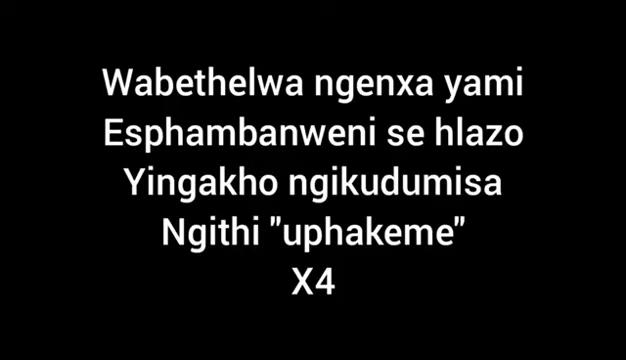 Wabethelwa ngenxa yami
Esphambanweni se hlazo
Yingakho ngikudumisa
Ngithi "uphakeme"
X4